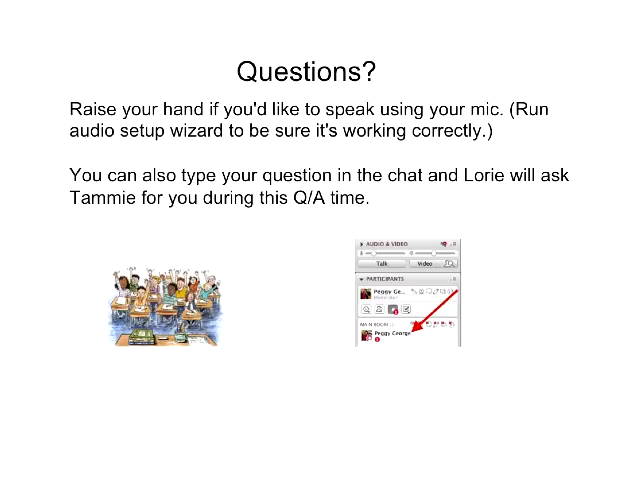 Questions?
Raise your hand if you'd like to speak using your mic. (Run
audio setup wizard to be sure it's working correctly.)
You can also type your question in the chat and Lorie will ask
Tammie for you during this Q/A time.
AUDIO & VIDEO
Talk Video
PARTICIPANTS
Peggy Ge...
MAIN ROOM
Peggy George